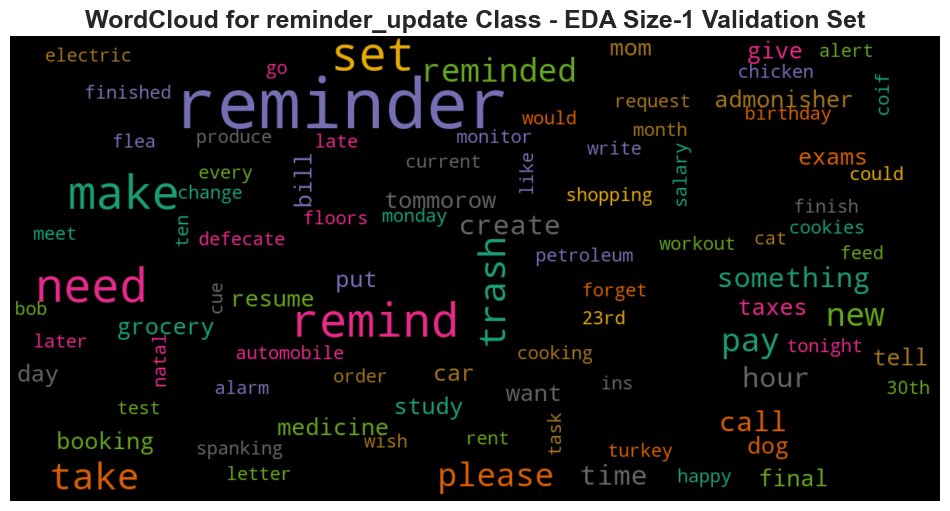 WordCloud for reminder_update Class - EDA Size-1 Validation Set
electric
set
mom
give
alert
go
reminded
chicken
finished
reminder
request
admonisher
coif
would
birthday
flea
produce
late
monitor
month
write
exams
every
bill
current
like
could
make
change
shopping
salary
tommorow
finish
floors
monday
create
cookies
meet
ten
defecate
workout
cat
feed
petroleum
need
put
trash
something
cue
resume
forget
bob
taxes
new
grocery
remind
23rd
later
natal
automobile
cooking
pay
tonight
tell
day
alarm
order
car
want
ins
hour
30th
test
study
call
booking
medicine
wish
task
dog
spanking
rent
turkey
take
letter
please
time
happy
final